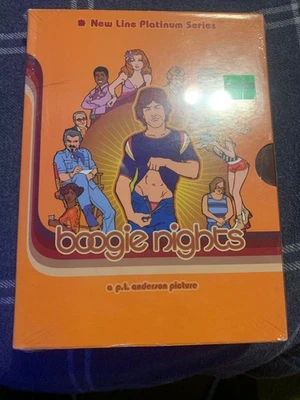 New Line Platinum Series
boogie nights
a p.t. anderson picture